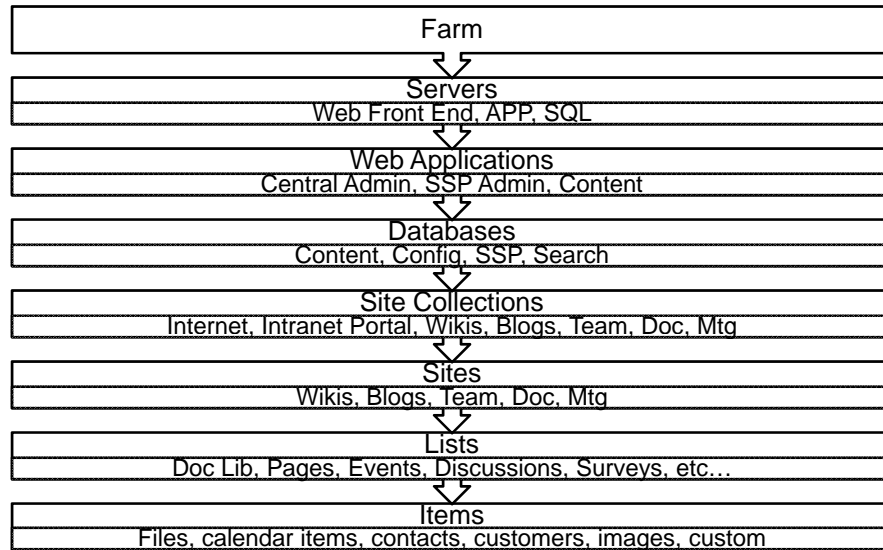 Farm
Servers
Web Front End, APP, SQL
Web Applications
Central Admin, SSP Admin, Content
Databases
Content, Config, SSP, Search
Site Collections
Internet, Intranet Portal, Wikis, Blogs, Team, Doc, Mtg
Sites
Wikis, Blogs, Team, Doc, Mtg
Lists
Doc Lib, Pages, Events, Discussions, Surveys, etc…
Items
Files, calendar items, contacts, customers, images, custom